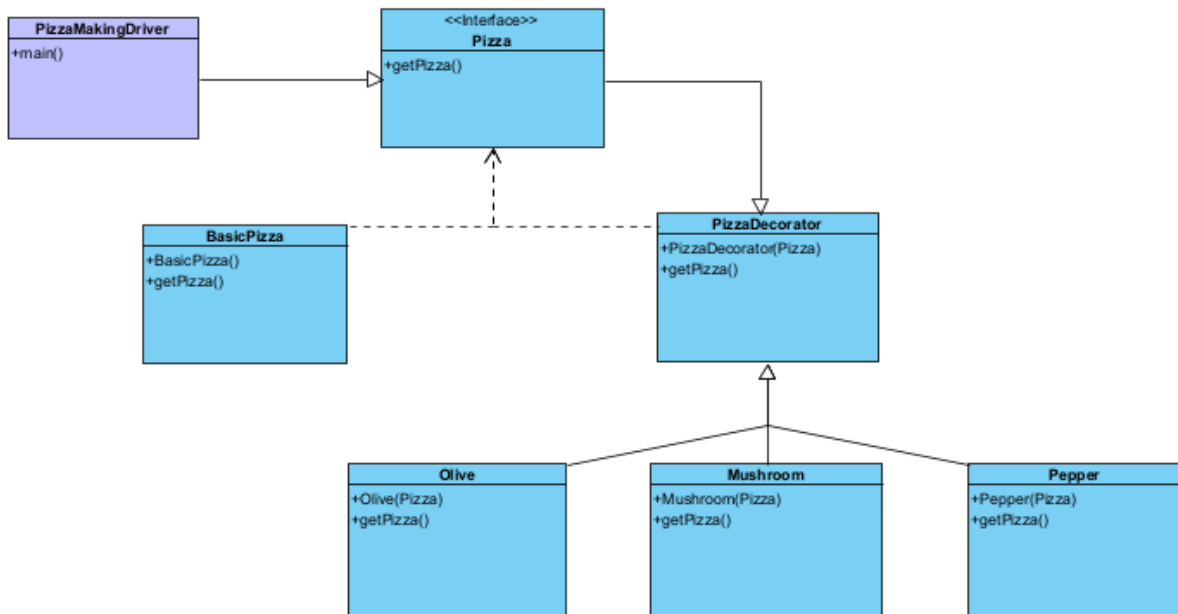 PizzaMakingDriver
+main()
<<Interface>>
Pizza
+getPizza()
BasicPizza
+BasicPizza()
+getPizza()
PizzaDecorator
+PizzaDecorator(Pizza)
+getPizza()
Olive
+Olive(Pizza)
+getPizza()
Mushroom
+Mushroom(Pizza)
+getPizza()
Pepper
+Pepper(Pizza)
+getPizza()